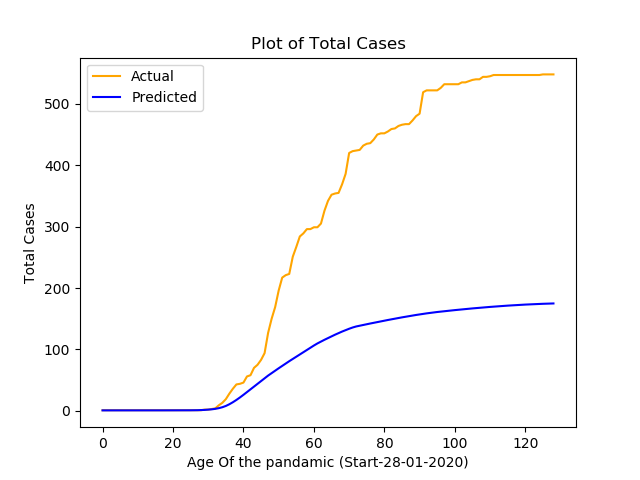 Plot of Total Cases
Actual
Predicted
500
400
300
200
100
0
Total Cases
0 20 40 60 80 100 120
Age Of the pandamic (Start-28-01-2020)